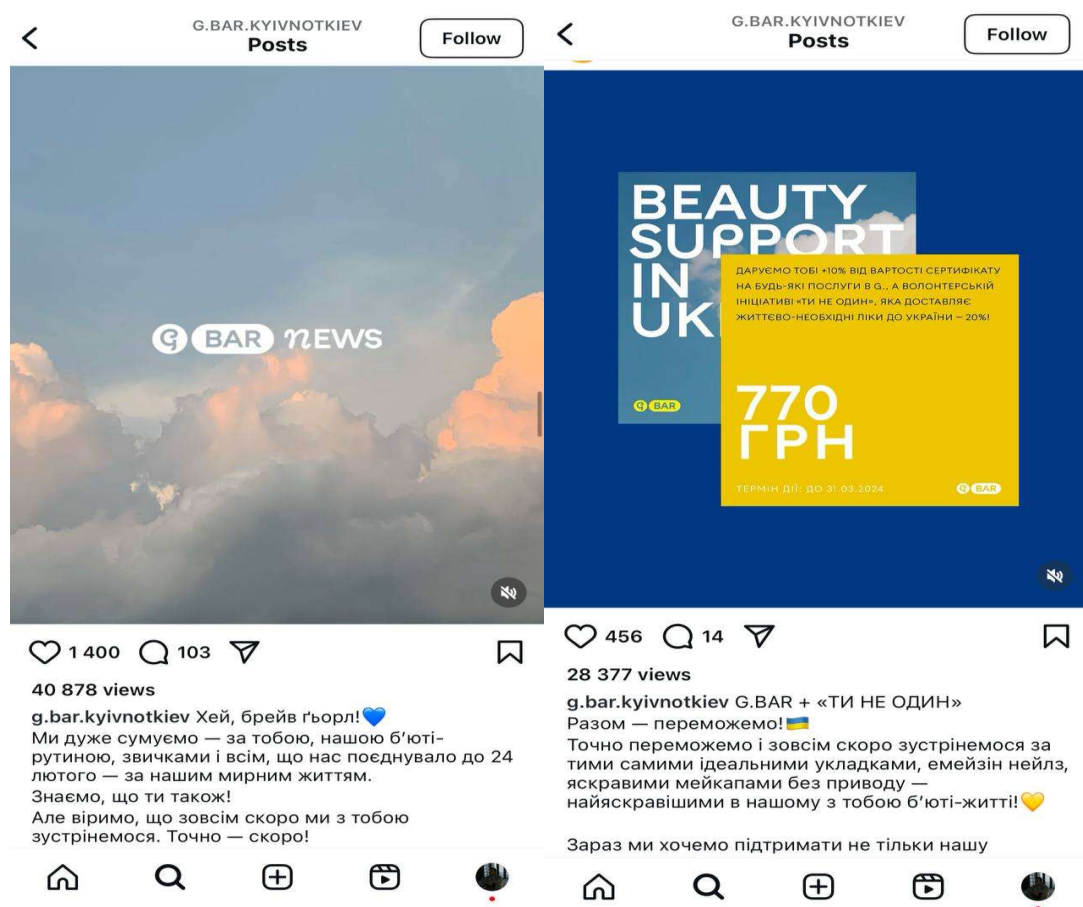 G.BAR.KYIVNOTKIEV
Posts
Follow
G BAR NEWS
1 400
103
40 878 views
g.bar.kyivnotkiev Хей, брейв ґьорл!💙
Ми дуже сумуємо — за тобою, нашою б’юті-
рутиною, звичками і всім, що нас поєднувало до 24
лютого — за нашим мирним життям.
Знаємо, що ти також!
Але віримо, що зовсім скоро ми з тобою
зустрінемося. Точно — скоро!
G.BAR.KYIVNOTKIEV
Posts
Follow
BEAUTY
SUPPORT
IN
UK
G BAR
ДАРУЄМО ТОБІ +10% ВІД ВАРТОСТІ СЕРТИФІКАТУ
НА БУДЬ-ЯКІ ПОСЛУГИ В G., А ВОЛОНТЕРСЬКІЙ
ІНІЦІАТИВІ «ТИ НЕ ОДИН», ЯКА ДОСТАВЛЯЄ
ЖИТТЄВО-НЕОБХІДНІ ЛІКИ ДО УКРАЇНИ – 20%!
770
ГРН
ТЕРМІН ДІЇ: ДО 31.03.2024
G BAR
456
14
28 377 views
g.bar.kyivnotkiev G.BAR + «ТИ НЕ ОДИН»
Разом — переможемо!🇺🇦
Точно переможемо і зовсім скоро зустрінемося за
тими самими ідеальними укладками, емейзін нейлз,
яскравими мейкапами без приводу —
найяскравішими в нашому з тобою б’юті-житті!💛
Зараз ми хочемо підтримати не тільки нашу